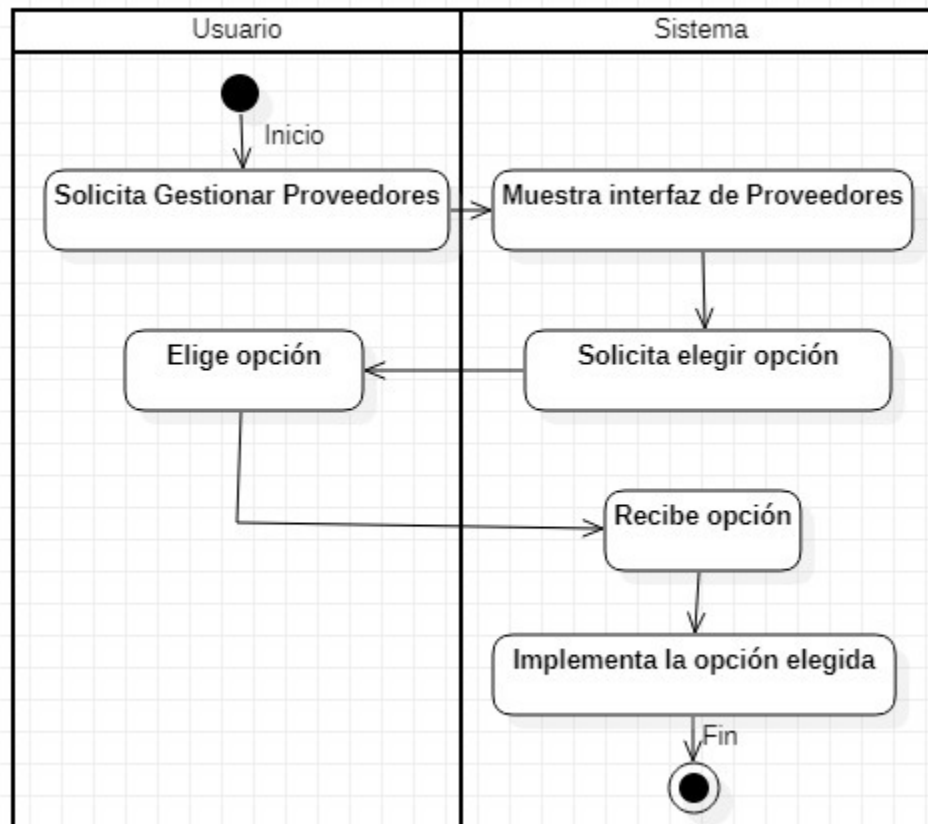 Usuario
Sistema
Inicio
Solicita Gestionar Proveedores
Muestra interfaz de Proveedores
Elige opción
Solicita elegir opción
Recibe opción
Implementa la opción elegida
Fin